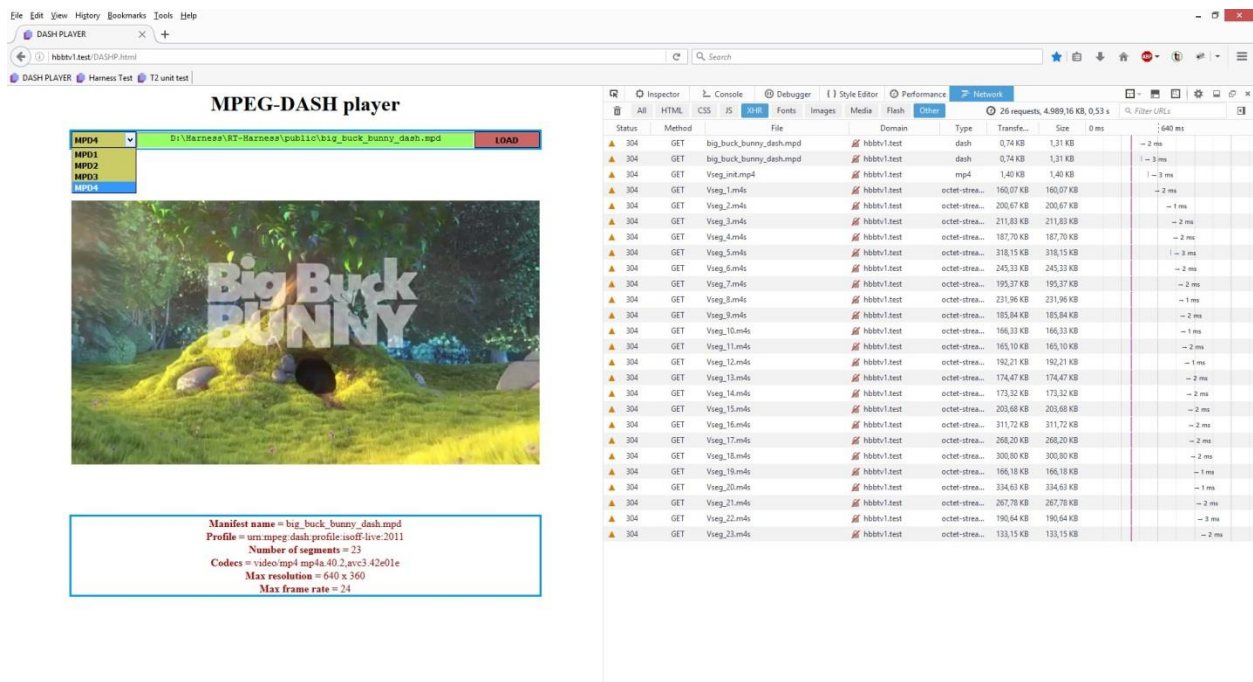 File Edit View History Bookmarks Tools Help
DASH PLAYER
hbbtv1.test/DASHP.html
Search
DASH PLAYER Harness Test T2 unit test
MPEG-DASH player
MPD4 D:\Harness\RT-Harness\public\big_buck_bunny_dash.mpd LOAD
MPD1
MPD2
MPD3
MPD4
Big Buck
BUNNY
Manifest name = big_buck_bunny_dash.mpd
Profile = urn:mpeg:dash:profile:isoff-live:2011
Number of segments = 23
Codecs = video/mp4 mp4a.40.2,avc3.42e01e
Max resolution = 640 x 360
Max frame rate = 24
Inspector Console Debugger { } Style Editor Performance Network
All HTML CSS JS XHR Fonts Images Media Flash Other 26 requests, 4.989,16 KB, 0,53 s Filter URLs
Status Method File Domain Type Transfe... Size 0 ms 640 ms
304 GET big_buck_bunny_dash.mpd hbbtv1.test dash 0,74 KB 1,31 KB → 2 ms
304 GET big_buck_bunny_dash.mpd hbbtv1.test dash 0,74 KB 1,31 KB → 3 ms
304 GET Vseg_init.mp4 hbbtv1.test mp4 1,40 KB 1,40 KB → 3 ms
304 GET Vseg_1.m4s hbbtv1.test octet-strea... 160,07 KB 160,07 KB → 2 ms
304 GET Vseg_2.m4s hbbtv1.test octet-strea... 200,67 KB 200,67 KB → 1 ms
304 GET Vseg_3.m4s hbbtv1.test octet-strea... 211,83 KB 211,83 KB → 2 ms
304 GET Vseg_4.m4s hbbtv1.test octet-strea... 187,70 KB 187,70 KB → 2 ms
304 GET Vseg_5.m4s hbbtv1.test octet-strea... 318,15 KB 318,15 KB → 3 ms
304 GET Vseg_6.m4s hbbtv1.test octet-strea... 245,33 KB 245,33 KB → 2 ms
304 GET Vseg_7.m4s hbbtv1.test octet-strea... 195,37 KB 195,37 KB → 2 ms
304 GET Vseg_8.m4s hbbtv1.test octet-strea... 231,96 KB 231,96 KB → 1 ms
304 GET Vseg_9.m4s hbbtv1.test octet-strea... 185,84 KB 185,84 KB → 2 ms
304 GET Vseg_10.m4s hbbtv1.test octet-strea... 166,33 KB 166,33 KB → 1 ms
304 GET Vseg_11.m4s hbbtv1.test octet-strea... 165,10 KB 165,10 KB → 2 ms
304 GET Vseg_12.m4s hbbtv1.test octet-strea... 192,21 KB 192,21 KB → 1 ms
304 GET Vseg_13.m4s hbbtv1.test octet-strea... 174,47 KB 174,47 KB → 2 ms
304 GET Vseg_14.m4s hbbtv1.test octet-strea... 173,32 KB 173,32 KB → 2 ms
304 GET Vseg_15.m4s hbbtv1.test octet-strea... 203,68 KB 203,68 KB → 2 ms
304 GET Vseg_16.m4s hbbtv1.test octet-strea... 311,72 KB 311,72 KB → 2 ms
304 GET Vseg_17.m4s hbbtv1.test octet-strea... 268,20 KB 268,20 KB → 2 ms
304 GET Vseg_18.m4s hbbtv1.test octet-strea... 300,80 KB 300,80 KB → 2 ms
304 GET Vseg_19.m4s hbbtv1.test octet-strea... 166,18 KB 166,18 KB → 1 ms
304 GET Vseg_20.m4s hbbtv1.test octet-strea... 334,63 KB 334,63 KB → 1 ms
304 GET Vseg_21.m4s hbbtv1.test octet-strea... 267,78 KB 267,78 KB → 2 ms
304 GET Vseg_22.m4s hbbtv1.test octet-strea... 190,64 KB 190,64 KB → 3 ms
304 GET Vseg_23.m4s hbbtv1.test octet-strea... 133,15 KB 133,15 KB → 2 ms